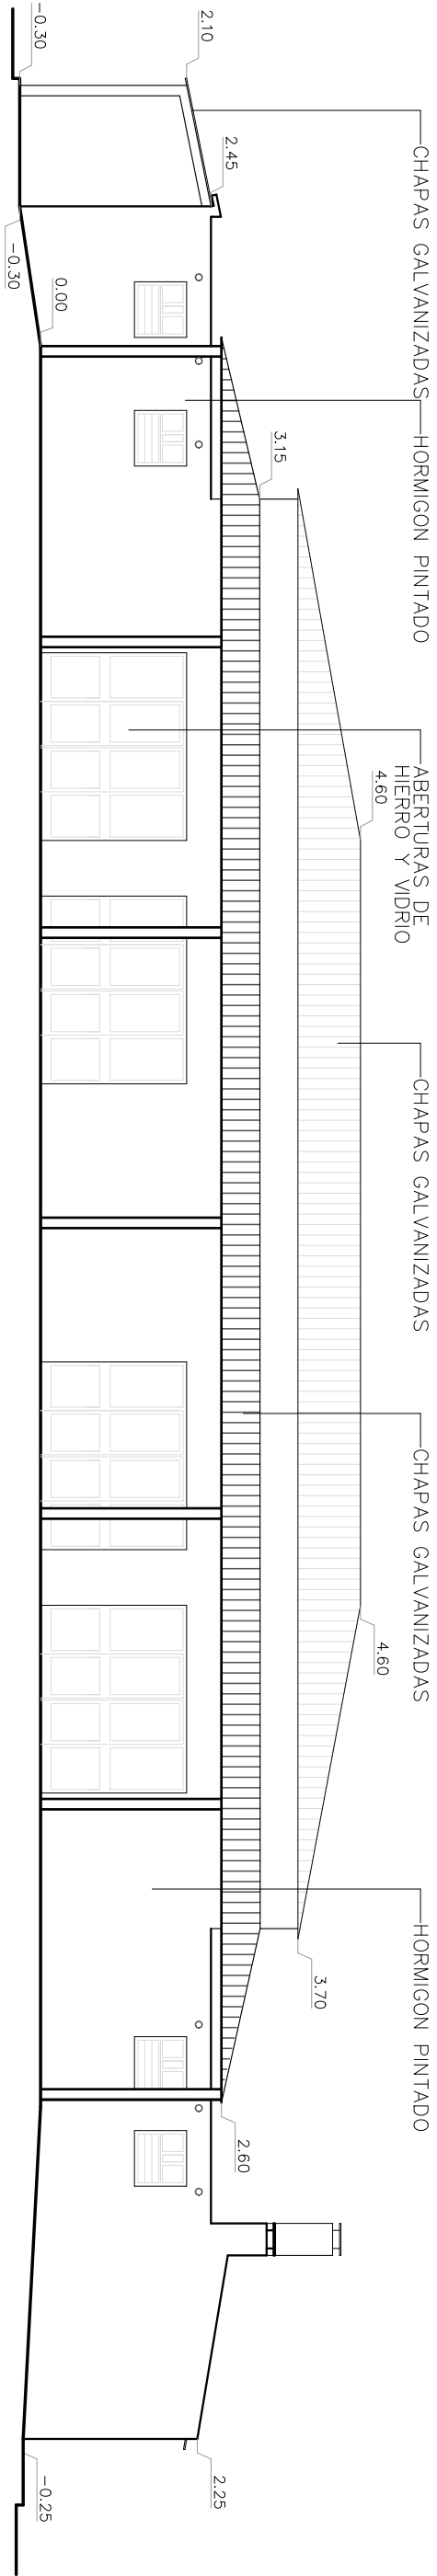 CHAPAS GALVANIZADAS
HORMIGON PINTADO
ABERTURAS DE
HIERRO Y VIDRIO
CHAPAS GALVANIZADAS
CHAPAS GALVANIZADAS
HORMIGON PINTADO
4.60
4.60
3.15
3.70
2.10
2.45
2.60
2.25
0.00
-0.30
-0.30
-0.25